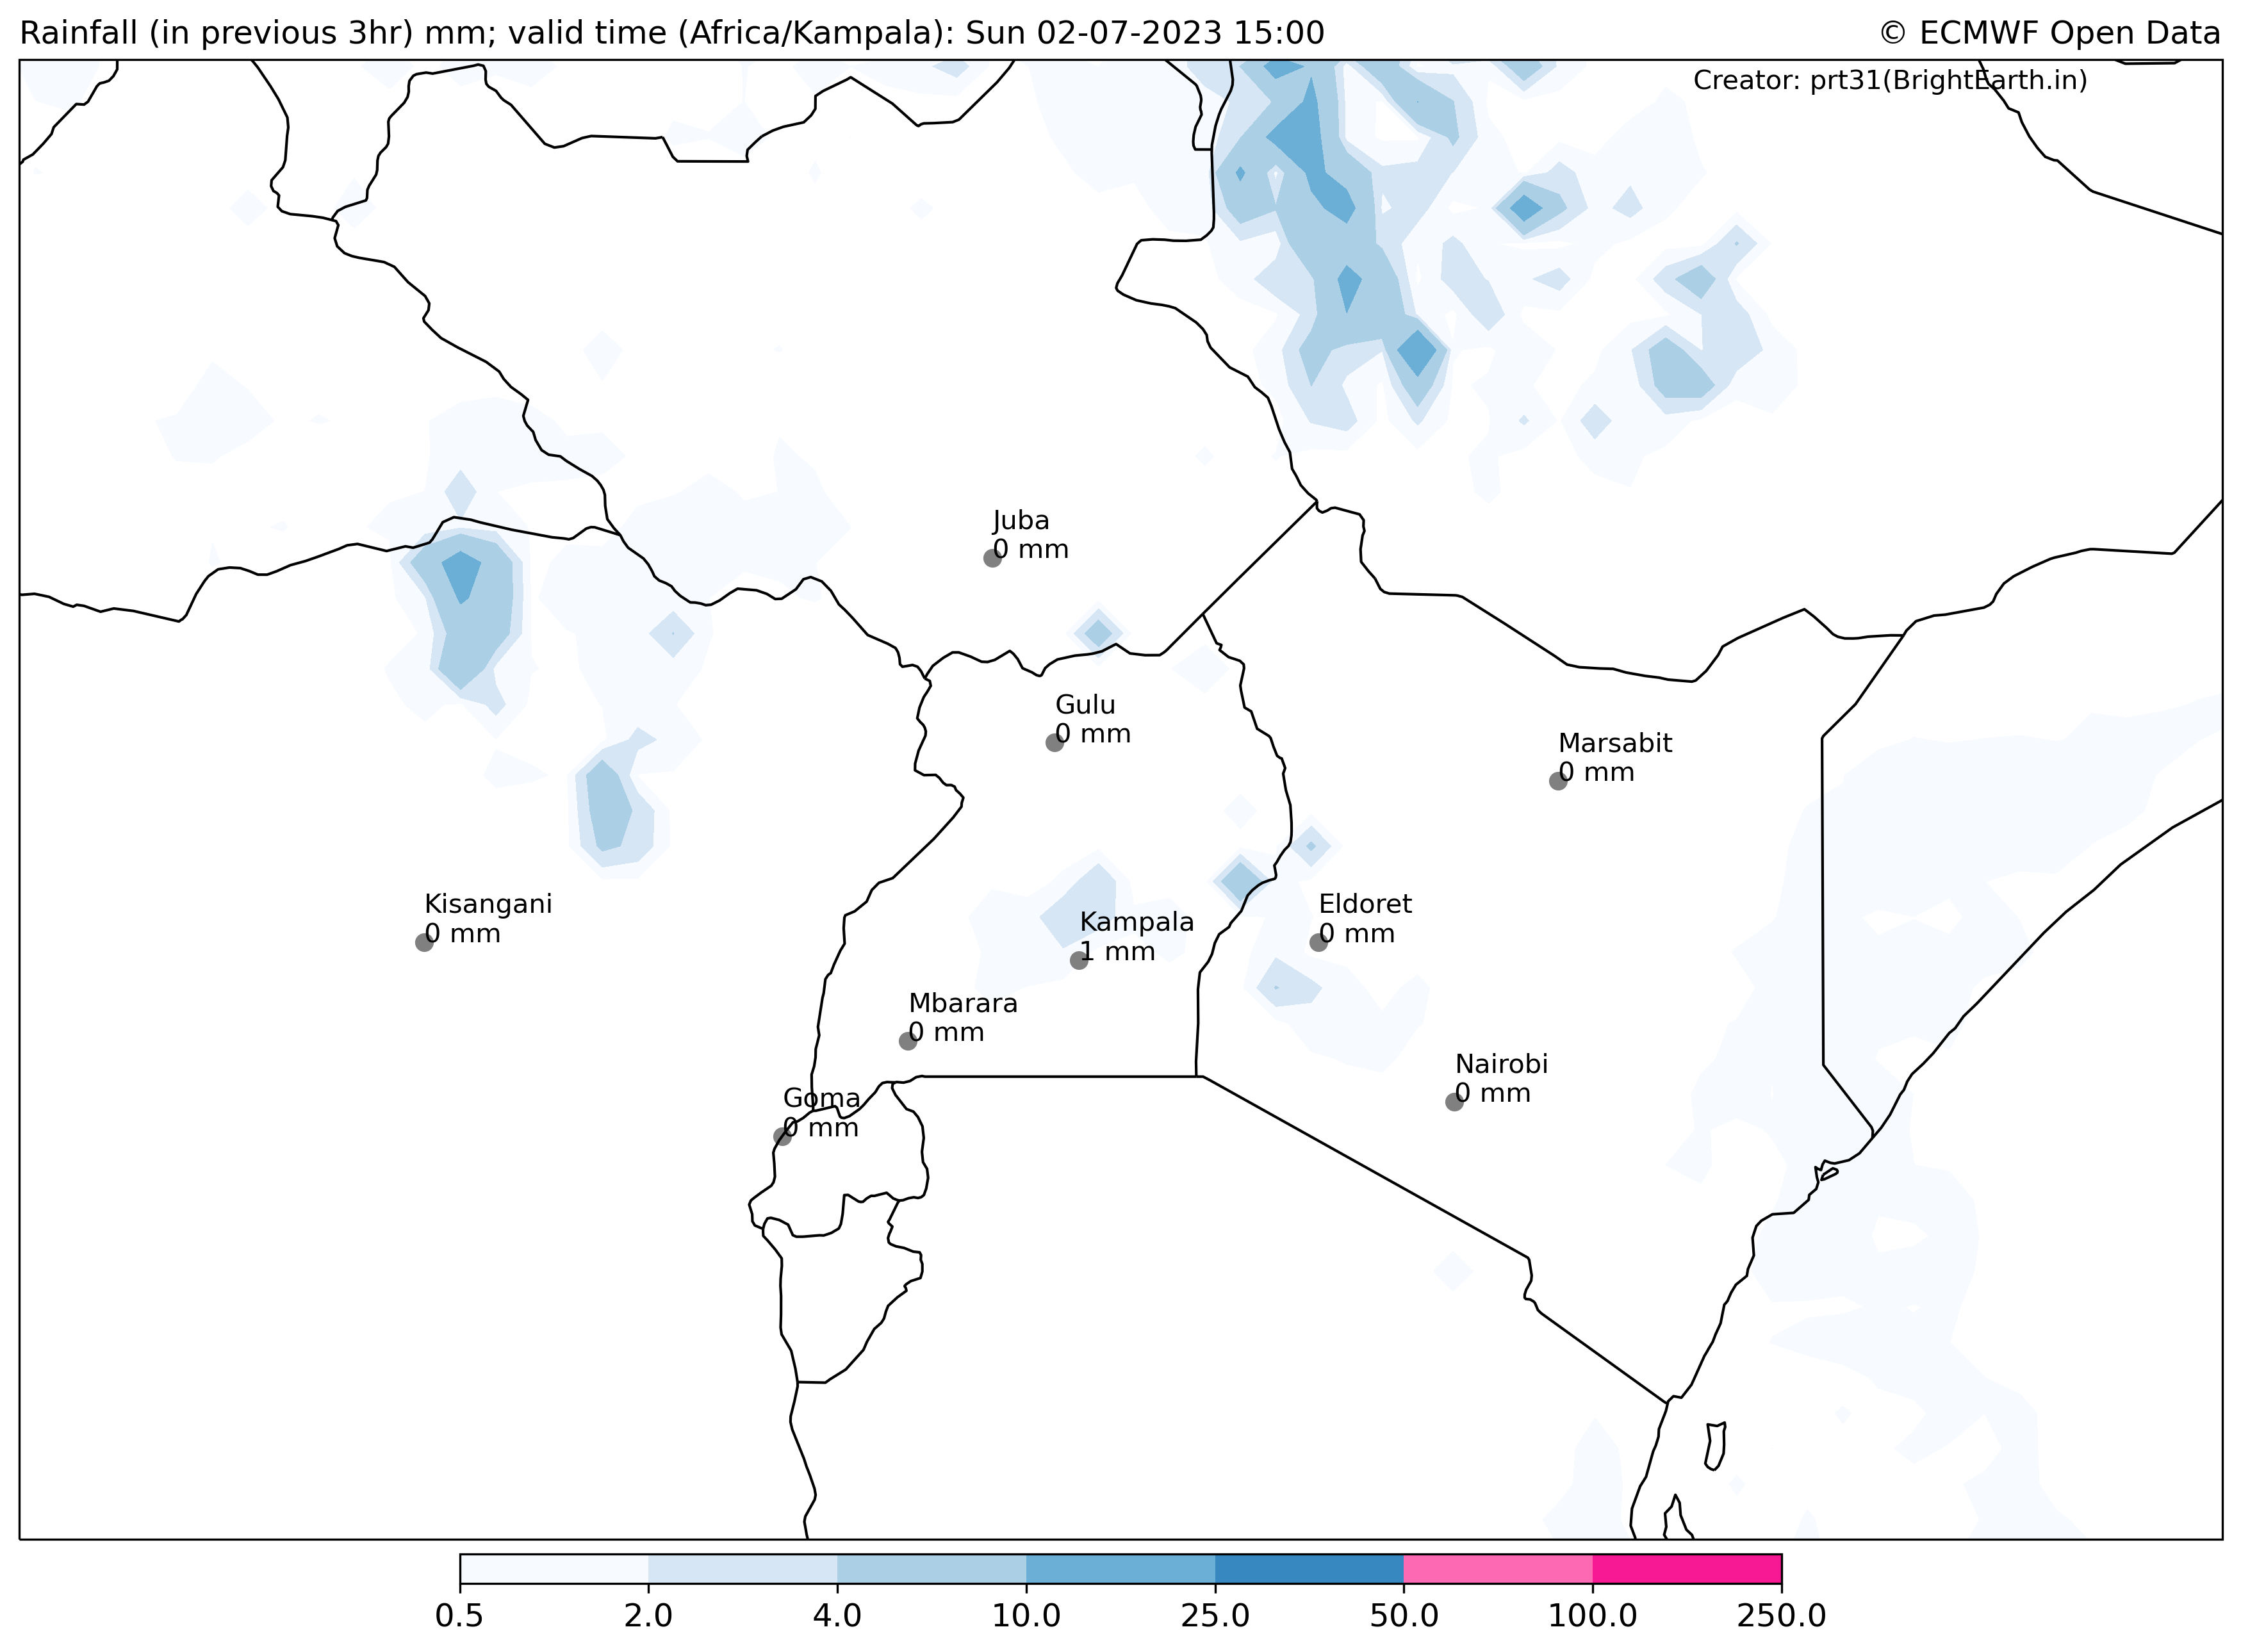 Rainfall (in previous 3hr) mm; valid time (Africa/Kampala): Sun 02-07-2023 15:00
© ECMWF Open Data
Creator: prt31(BrightEarth.in)
Juba
0 mm
Gulu
0 mm
Marsabit
0 mm
Kisangani
0 mm
Eldoret
0 mm
Kampala
1 mm
Mbarara
0 mm
Nairobi
0 mm
Goma
0 mm
0.5 2.0 4.0 10.0 25.0 50.0 100.0 250.0